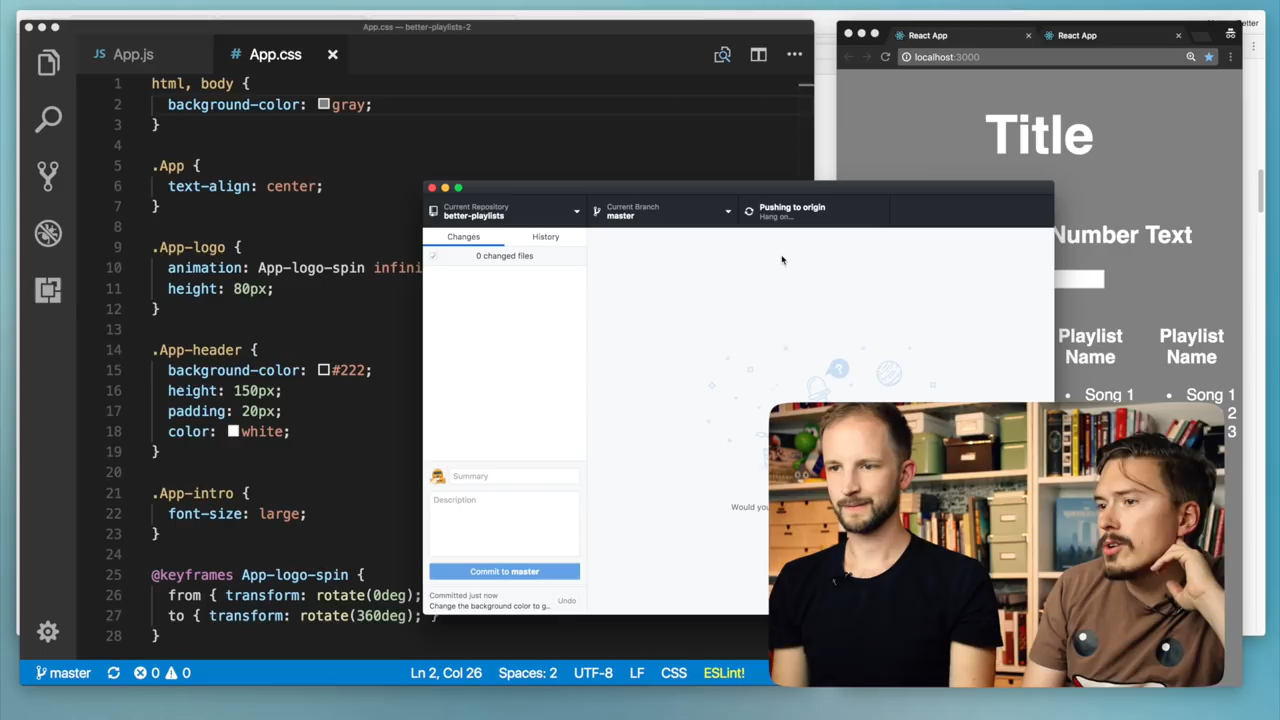 App.css — better-playlists-2
App.js
App.css
1 html, body {
2 background-color: gray;
3 }
4
5 .App {
6 text-align: center;
7 }
8
9 .App-logo {
10 animation: App-logo-spin infini
11 height: 80px;
12 }
13
14 .App-header {
15 background-color: #222;
16 height: 150px;
17 padding: 20px;
18 color: white;
19 }
20
21 .App-intro {
22 font-size: large;
23 }
24
25 @keyframes App-logo-spin {
26 from { transform: rotate(0deg);
27 to { transform: rotate(360deg); }
28 }
master
0
0
Ln 2, Col 26
Spaces: 2
UTF-8
LF
CSS
ESLint!
Current Repository
better-playlists
Current Branch
master
Pushing to origin
Hang on...
Changes
History
0 changed files
Would you
Summary
Description
Commit to master
Committed just now
Change the background color to g...
Undo
React App
React App
localhost:3000
Title
Number Text
Playlist
Name
Playlist
Name
Song 1
Song 1
2
3